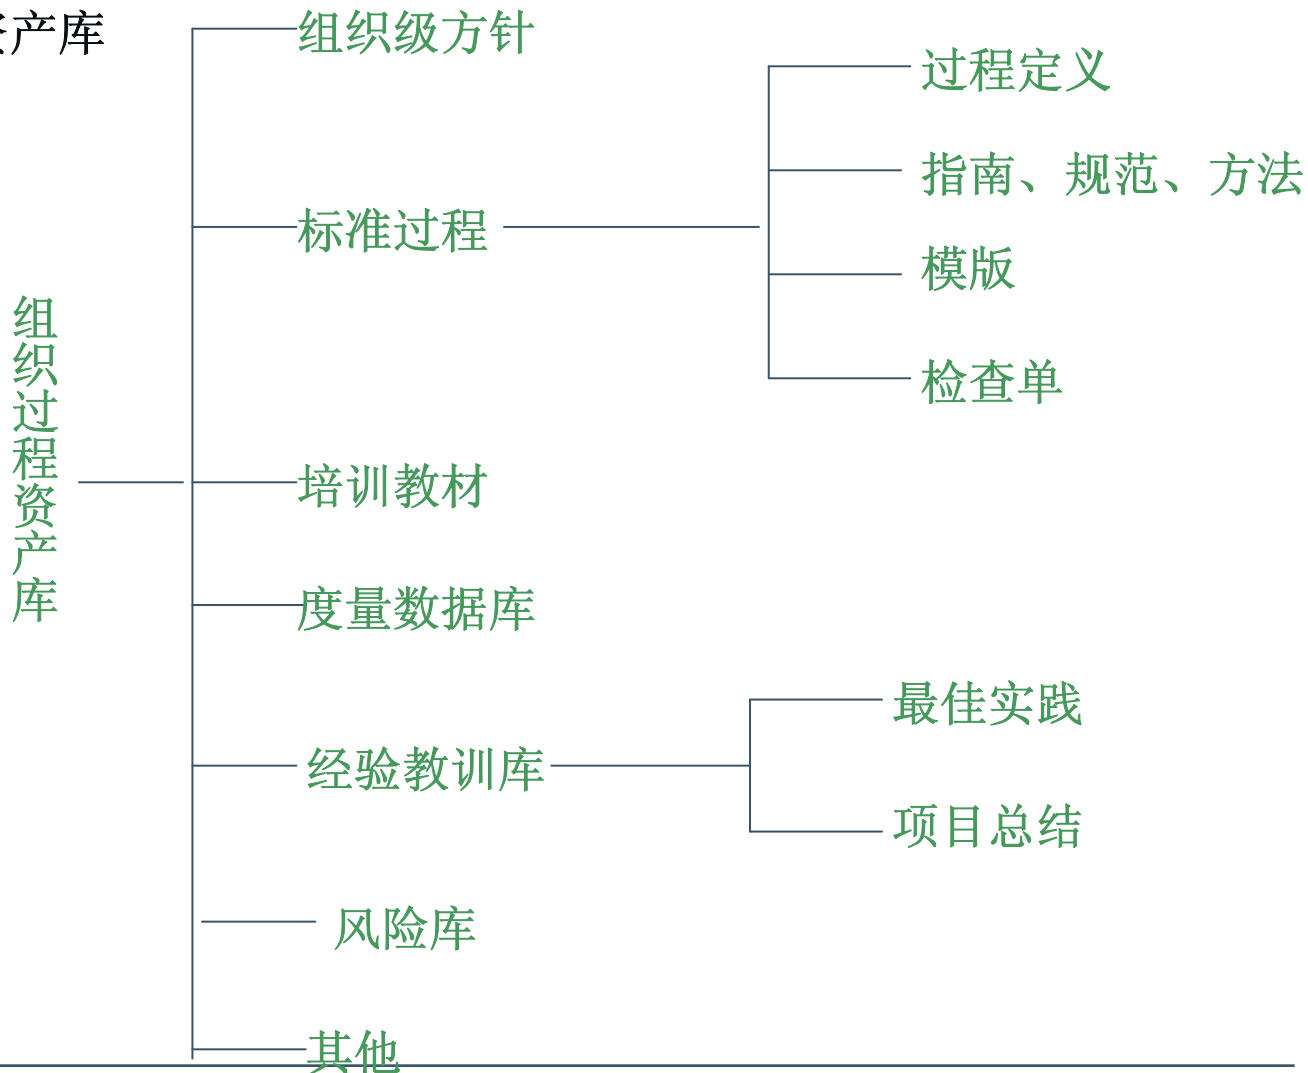 产库
组织级方针
过程定义
指南、规范、方法
标准过程
模版
组织过程资产库
检查单
培训教材
度量数据库
最佳实践
经验教训库
项目总结
风险库
其他